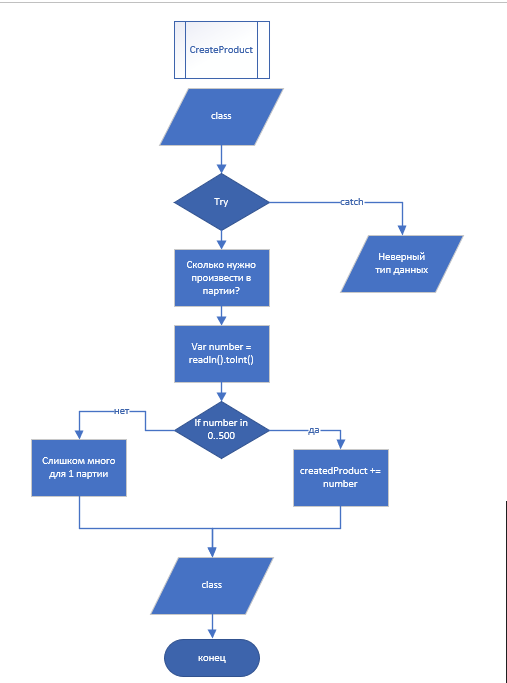 CreateProduct
class
Try
catch
Неверный
тип данных
Сколько нужно
произвести в
партии?
Var number =
readln().toInt()
If number in
0..500
нет
да
Слишком много
для 1 партии
createdProduct +=
number
class
конец